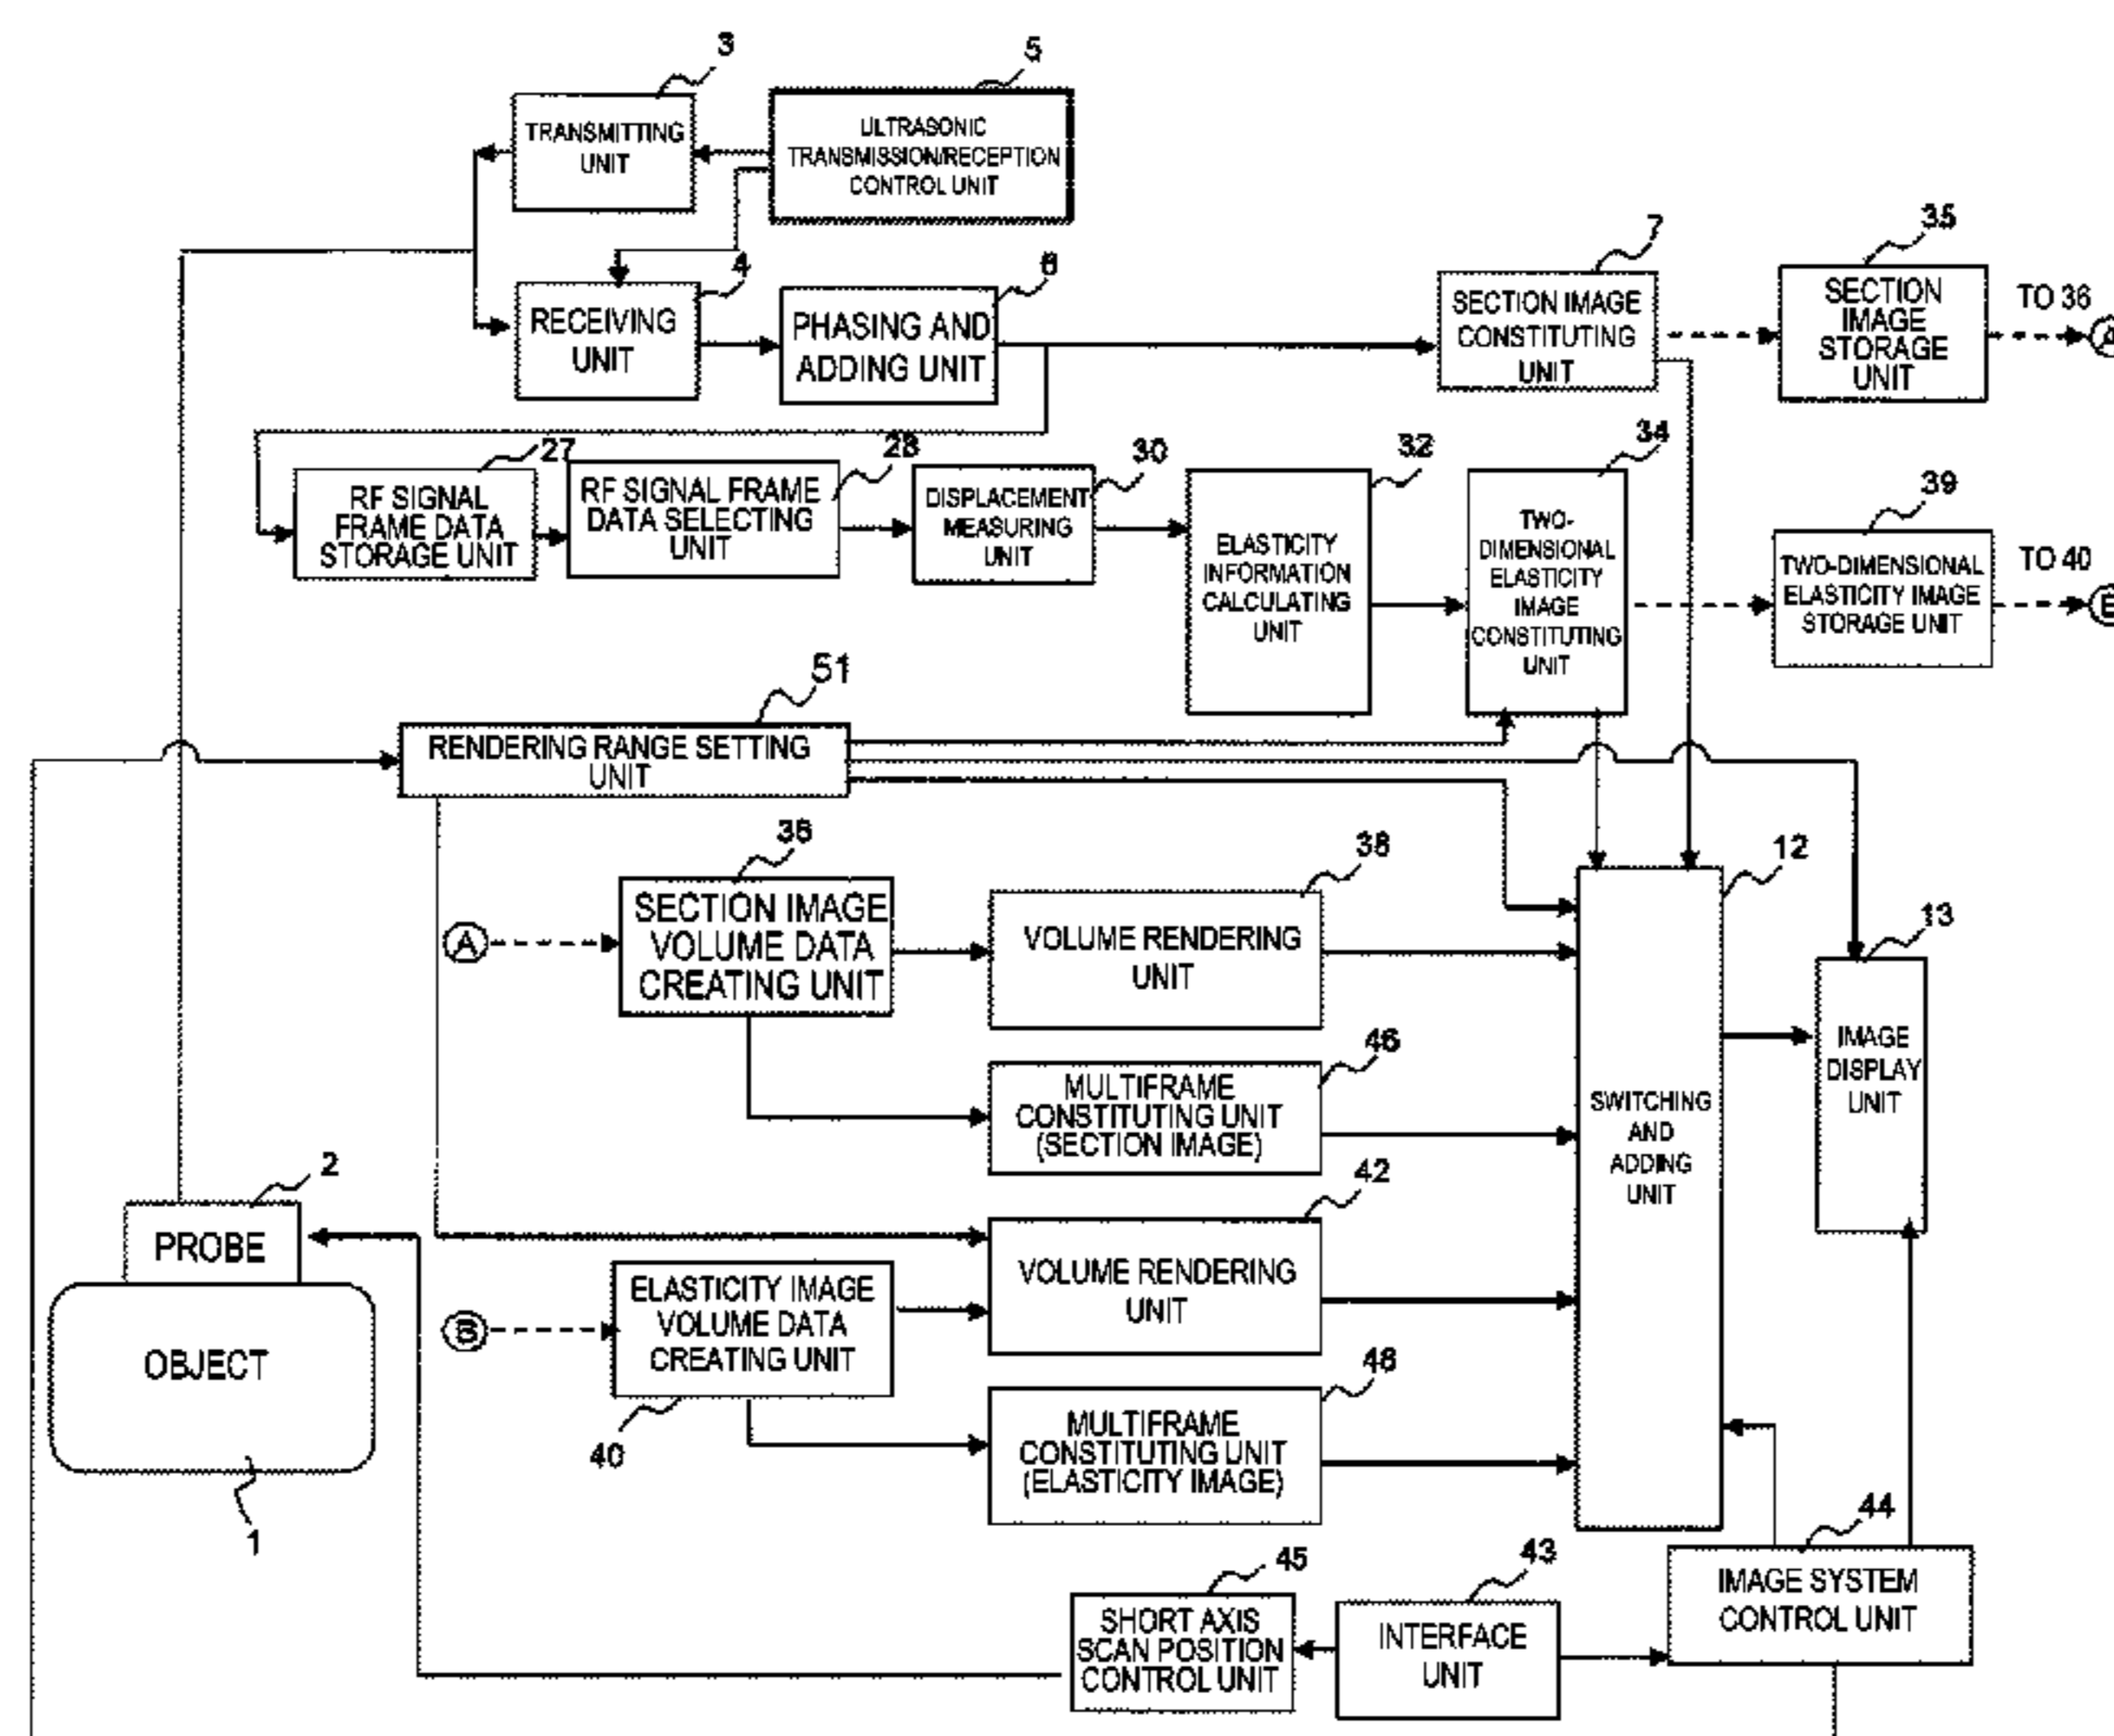 3
5
TRANSMITTING
UNIT
ULTRASONIC
TRANSMISSION/RECEPTION
CONTROL UNIT
4
6
7
35
RECEIVING
UNIT
PHASING AND
ADDING UNIT
SECTION IMAGE
CONSTITUTING
UNIT
SECTION
IMAGE
STORAGE
UNIT
TO 36
A
27
28
30
32
34
39
RF SIGNAL
FRAME DATA
STORAGE UNIT
RF SIGNAL FRAME
DATA SELECTING
UNIT
DISPLACEMENT
MEASURING
UNIT
ELASTICITY
INFORMATION
CALCULATING
UNIT
TWO-
DIMENSIONAL
ELASTICITY
IMAGE
CONSTITUTING
UNIT
TWO-DIMENSIONAL
ELASTICITY IMAGE
STORAGE UNIT
TO 40
51
RENDERING RANGE SETTING
UNIT
36
38
12
13
A
SECTION IMAGE
VOLUME DATA
CREATING UNIT
VOLUME RENDERING
UNIT
46
MULTIFRAME
CONSTITUTING UNIT
(SECTION IMAGE)
SWITCHING
AND
ADDING
UNIT
IMAGE
DISPLAY
UNIT
2
PROBE
42
VOLUME RENDERING
UNIT
B
ELASTICITY IMAGE
VOLUME DATA
CREATING UNIT
40
OBJECT
1
48
MULTIFRAME
CONSTITUTING UNIT
(ELASTICITY IMAGE)
45
43
44
SHORT AXIS
SCAN POSITION
CONTROL UNIT
INTERFACE
UNIT
IMAGE SYSTEM
CONTROL UNIT